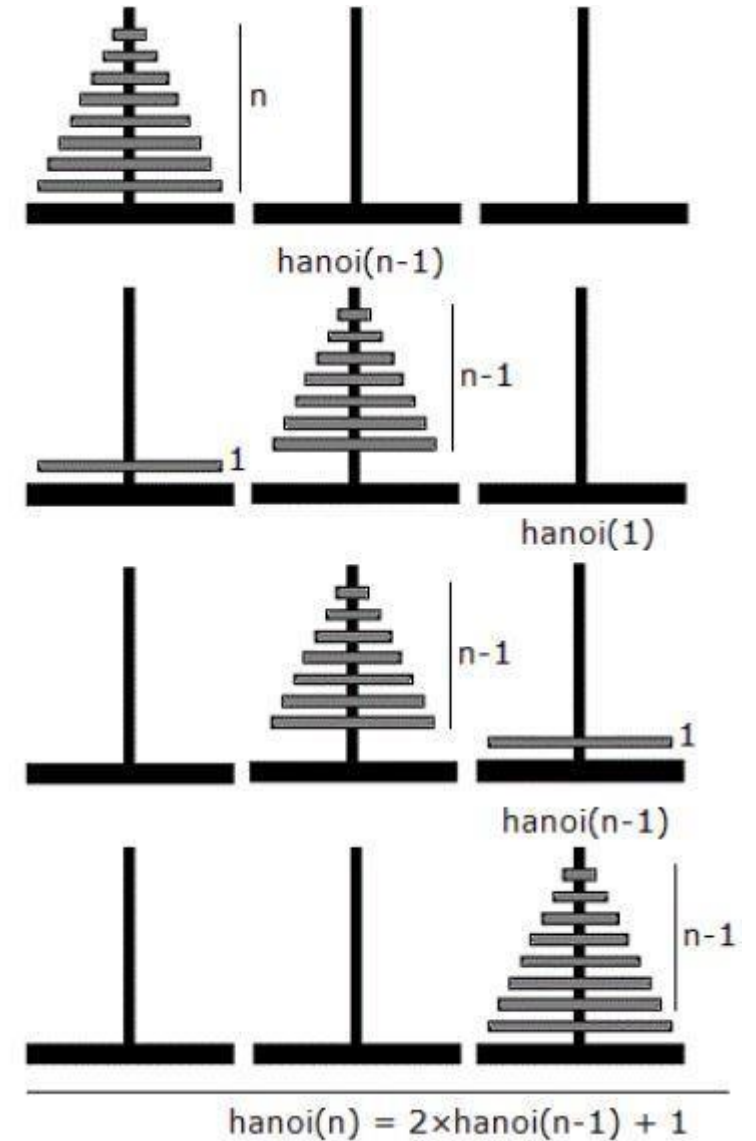 n
hanoi(n-1)
n-1
1
hanoi(1)
n-1
1
hanoi(n-1)
n-1
hanoi(n) = 2×hanoi(n-1) + 1